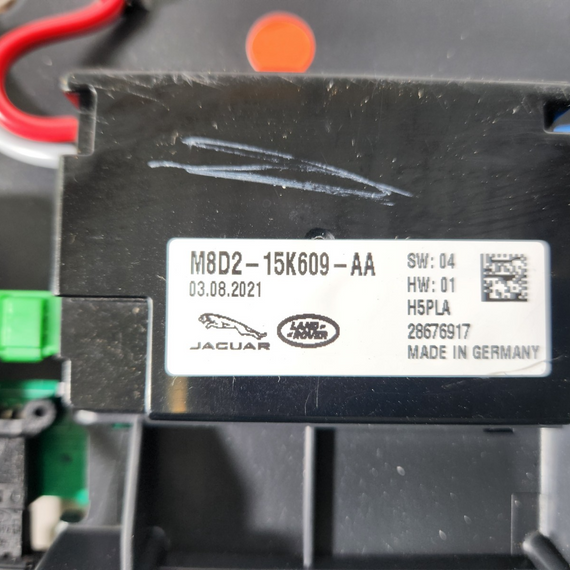 M8D2-15K609-AA
03.08.2021
JAGUAR
LAND
ROVER
SW: 04
HW: 01
H5PLA
28676917
MADE IN GERMANY